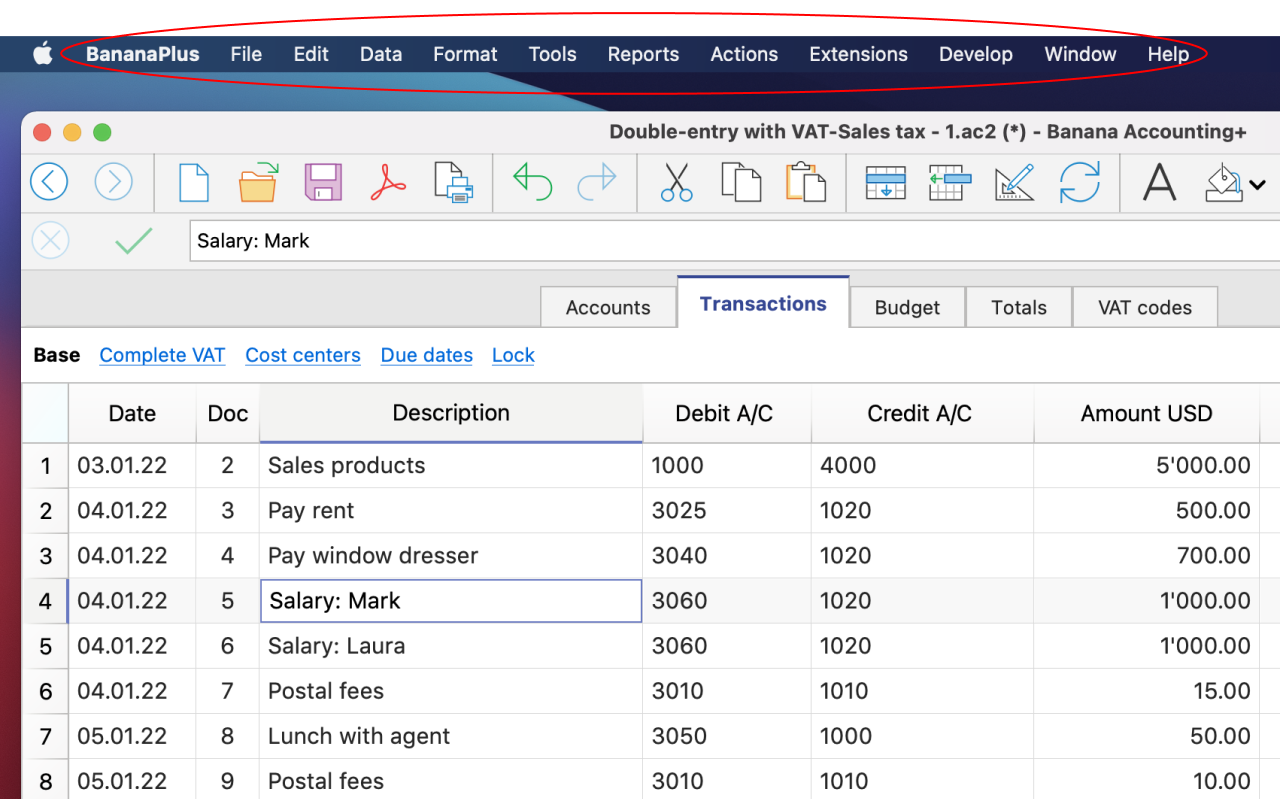 BananaPlus File Edit Data Format Tools Reports Actions Extensions Develop Window Help
Double-entry with VAT-Sales tax - 1.ac2 (*) - Banana Accounting+
A
Salary: Mark
Accounts Transactions Budget Totals VAT codes
Base Complete VAT Cost centers Due dates Lock
Date Doc Description Debit A/C Credit A/C Amount USD
1 03.01.22 2 Sales products 1000 4000 5'000.00
2 04.01.22 3 Pay rent 3025 1020 500.00
3 04.01.22 4 Pay window dresser 3040 1020 700.00
4 04.01.22 5 Salary: Mark 3060 1020 1'000.00
5 04.01.22 6 Salary: Laura 3060 1020 1'000.00
6 04.01.22 7 Postal fees 3010 1010 15.00
7 05.01.22 8 Lunch with agent 3050 1000 50.00
8 05.01.22 9 Postal fees 3010 1010 10.00